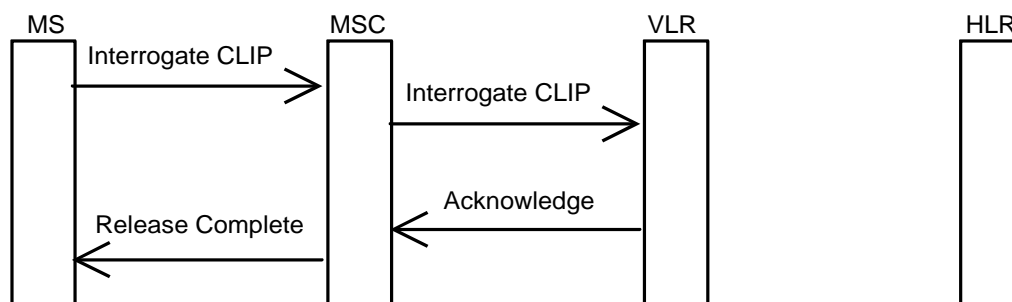 MS MSC VLR HLR
Interrogate CLIP
Interrogate CLIP
Acknowledge
Release Complete